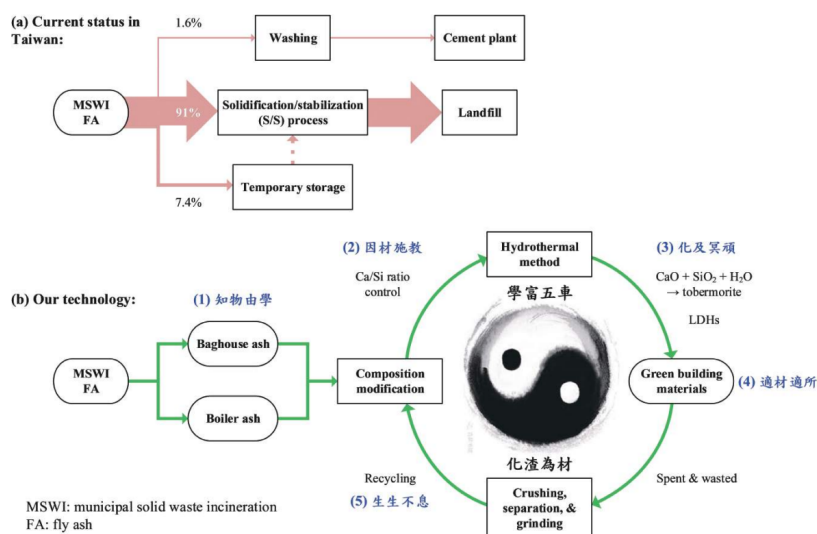 (a) Current status in
Taiwan:
1.6%
Washing
Cement plant
MSWI
FA
91%
Solidification/stabilization
(S/S) process
Landfill
7.4%
Temporary storage
(b) Our technology:
(1) 知物由學
MSWI
FA
Baghouse ash
Boiler ash
Composition
modification
(2) 因材施教
Ca/Si ratio
control
Hydrothermal
method
(3) 化及冥頑
CaO + SiO₂ + H₂O
→ tobermorite
LDHs
學富五車
Green building
materials
(4) 適材適所
化渣為材
Spent & wasted
Crushing,
separation, &
grinding
Recycling
(5) 生生不息
MSWI: municipal solid waste incineration
FA: fly ash